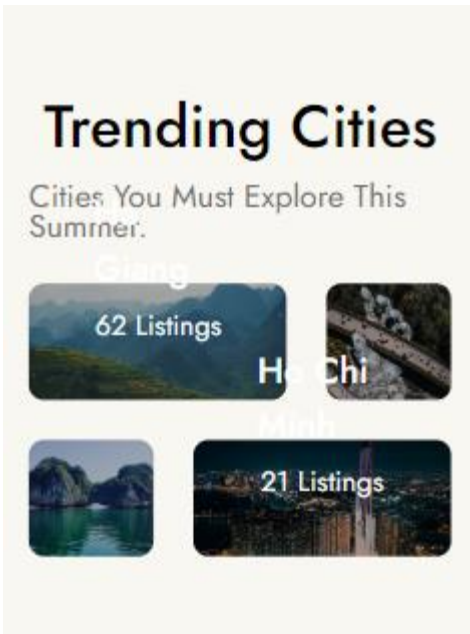 Trending Cities
Cities You Must Explore This
Summer.
Giang
62 Listings
Ho Chi
Minh
21 Listings